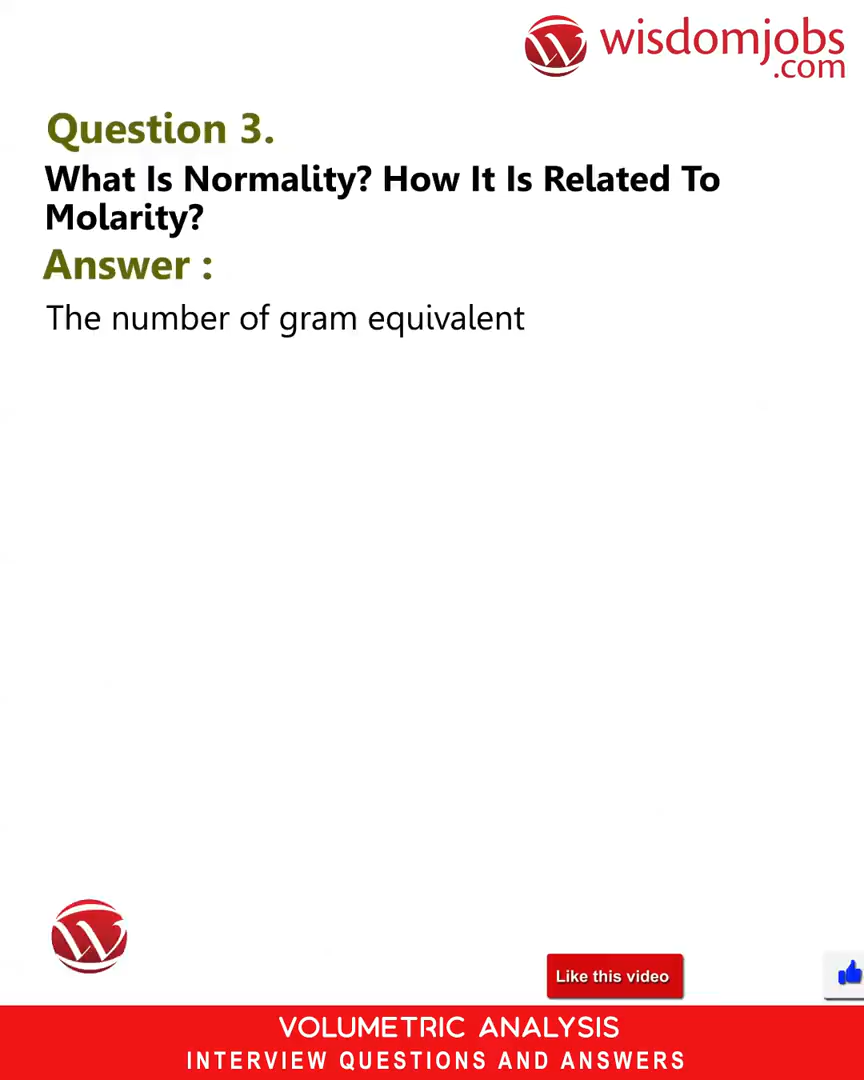 wisdomjobs
.com
Question 3.
What Is Normality? How It Is Related To
Molarity?
Answer :
The number of gram equivalent
W
Like this video
VOLUMETRIC ANALYSIS
INTERVIEW QUESTIONS AND ANSWERS